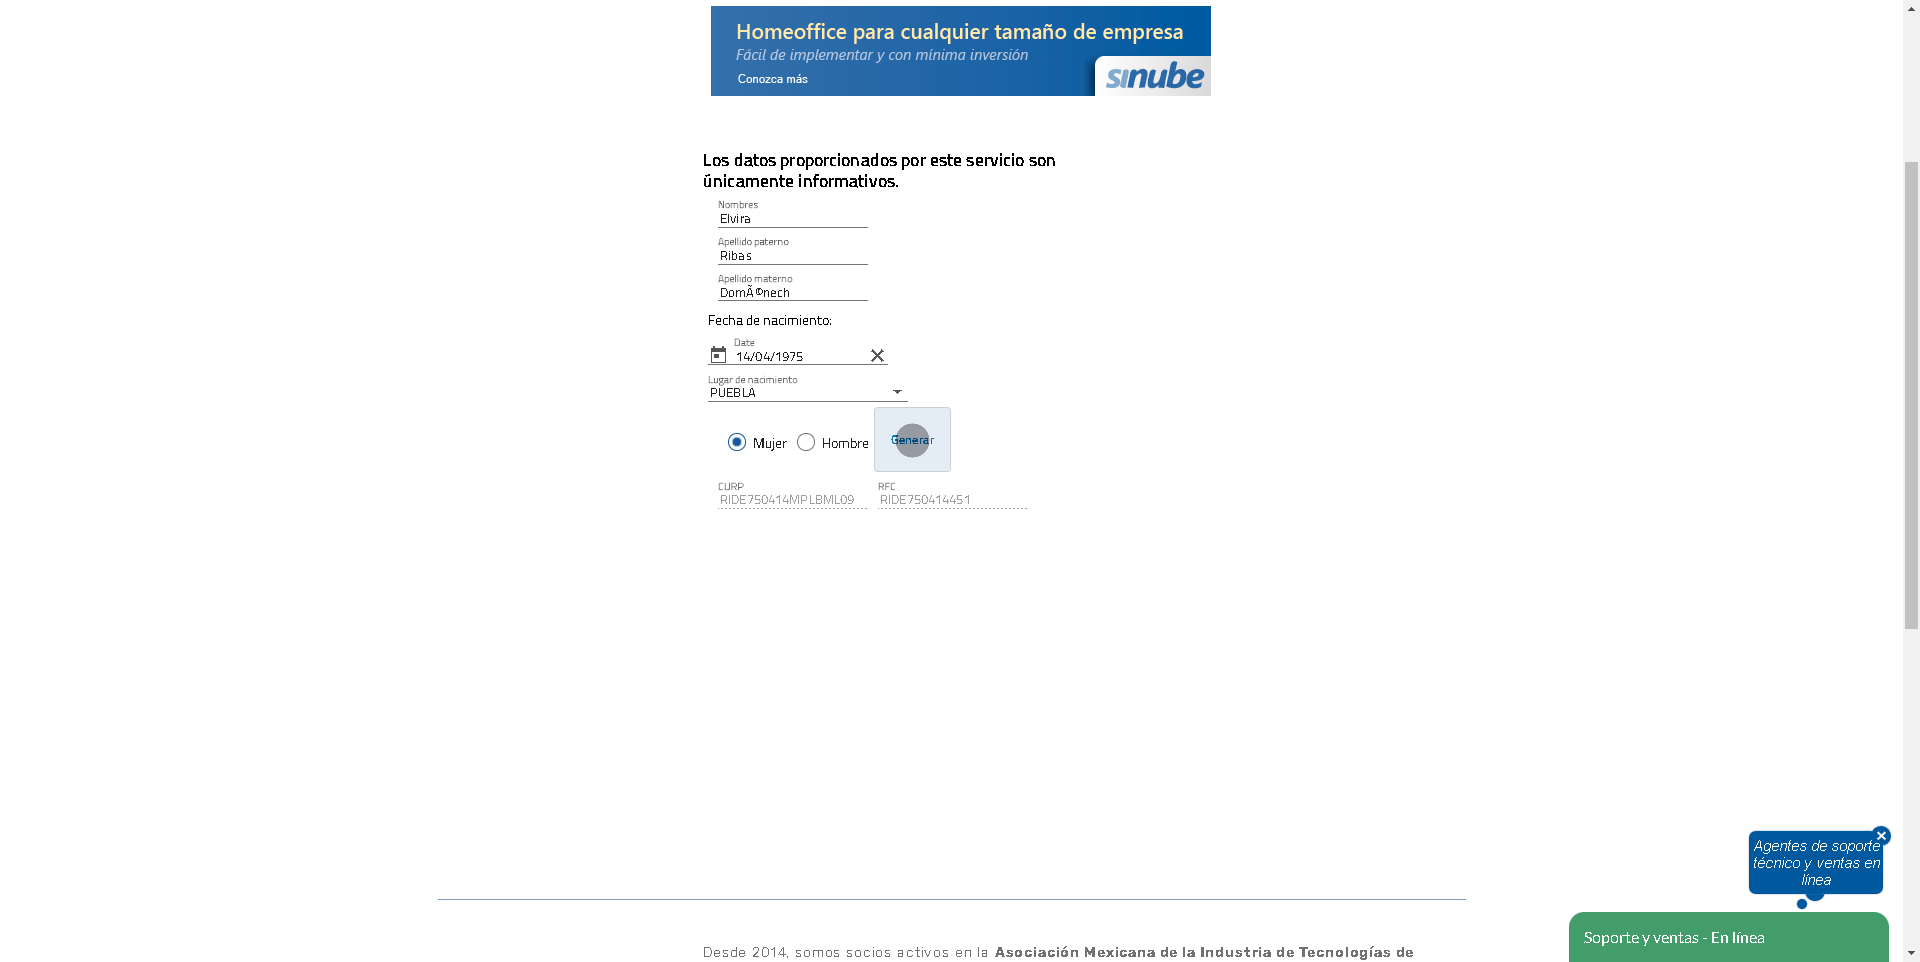 Homeoffice para cualquier tamaño de empresa
Fácil de implementar y con mínima inversión
Conozca más
sinube
Los datos proporcionados por este servicio son
únicamente informativos.
Nombres
Elvira
Apellido paterno
Ribas
Apellido materno
DomÃ©nech
Fecha de nacimiento:
Date
14/04/1975
Lugar de nacimiento
PUEBLA
Mujer Hombre Generar
CURP RFC
RIDE750414MPLBML09 RIDE750414451
Agentes de soporte
técnico y ventas en
línea
Soporte y ventas - En línea
Desde 2014, somos socios activos en la Asociación Mexicana de la Industria de Tecnologías de